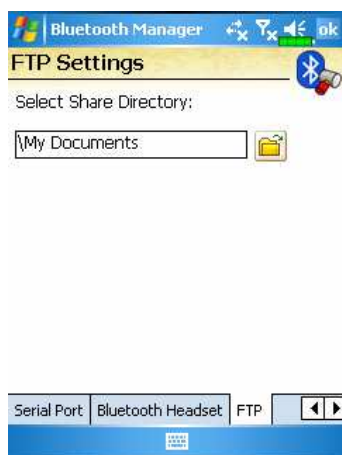 Bluetooth Manager ok
FTP Settings
Select Share Directory:
\My Documents
Serial Port Bluetooth Headset FTP